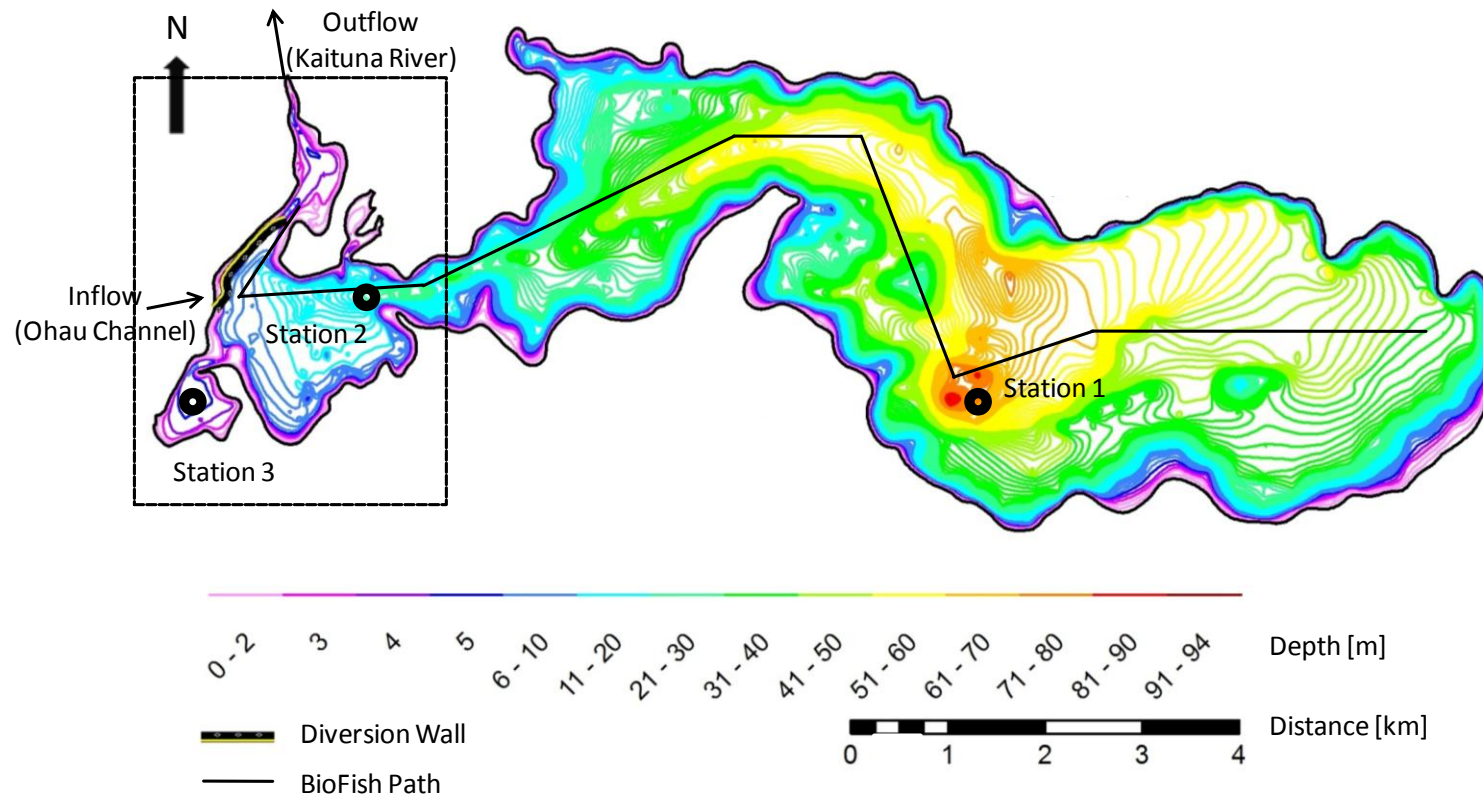 N
Outflow
(Kaituna River)
Inflow
(Ohau Channel)
Station 2
Station 1
Station 3
0 - 2
3
4
5
6 - 10
11 - 20
21 - 30
31 - 40
41 - 50
51 - 60
61 - 70
71 - 80
81 - 90
91 - 94
Depth [m]
Diversion Wall
BioFish Path
Distance [km]
0 1 2 3 4